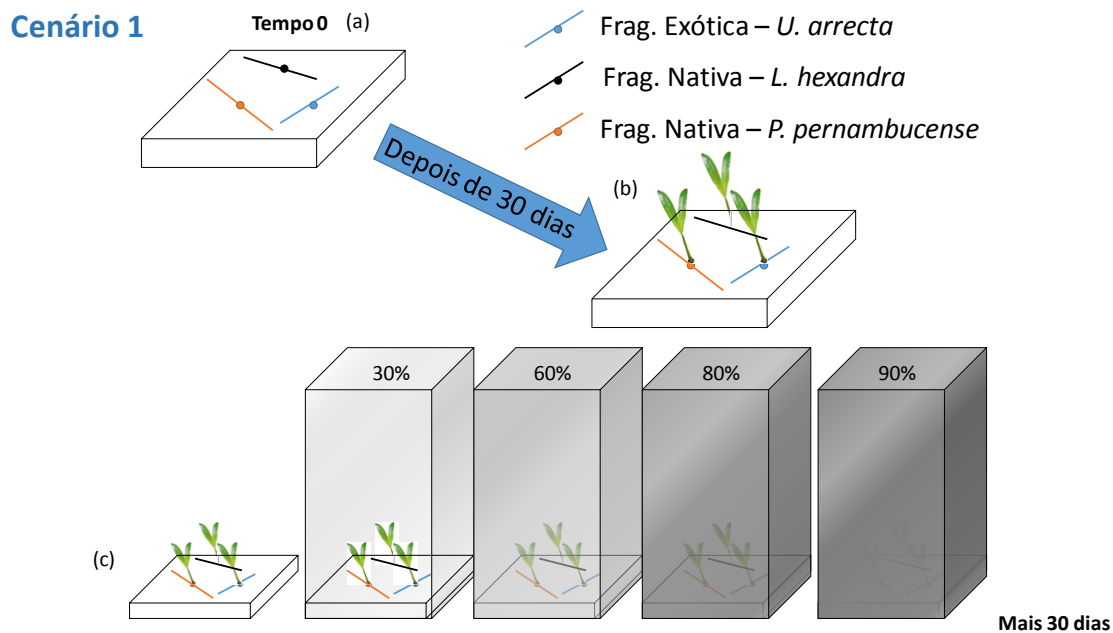 Cenário 1
Tempo 0 (a)
Frag. Exótica – U. arrecta
Frag. Nativa – L. hexandra
Frag. Nativa – P. pernambucense
Depois de 30 dias
(b)
30%
60%
80%
90%
(c)
Mais 30 dias